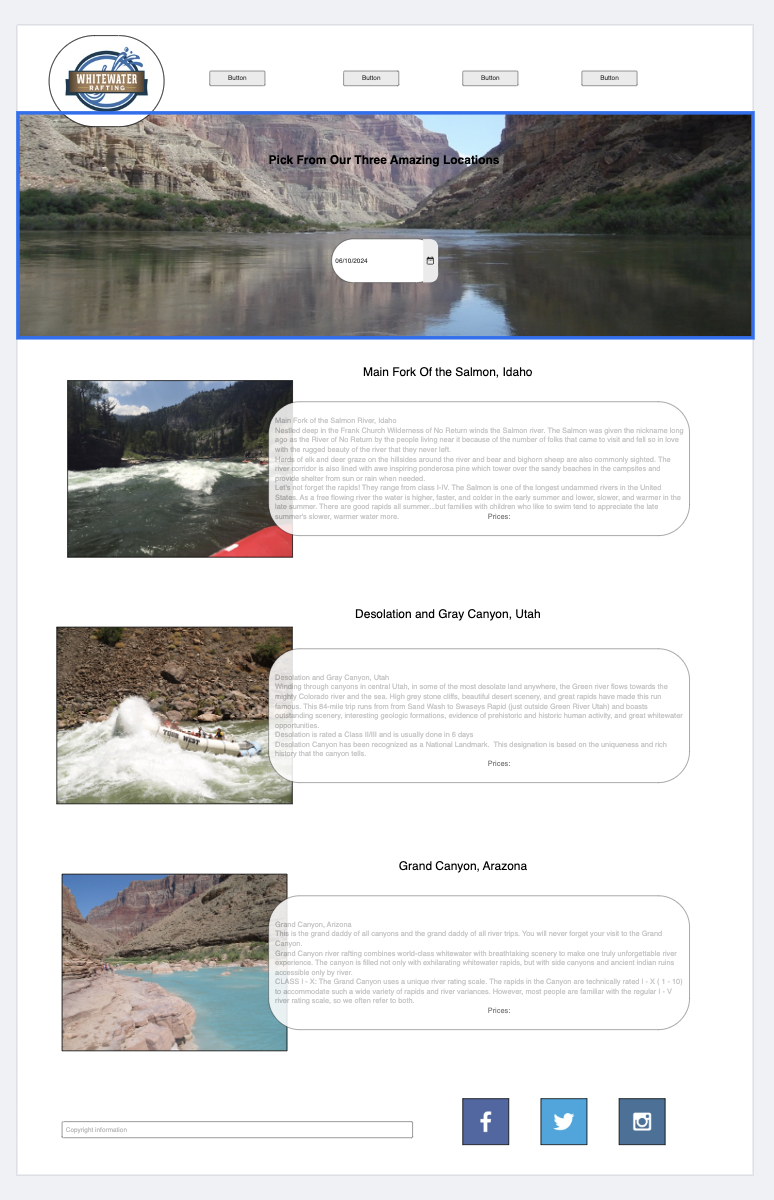 WHITEWATER
RAFTING
Button
Button
Button
Button
Pick From Our Three Amazing Locations
06/10/2024
Main Fork Of the Salmon, Idaho
Main Fork of the Salmon River, Idaho
Nestled deep in the Frank Church Wilderness of No Return winds the Salmon river. The Salmon was given the nickname long
ago as the River of No Return by the people living near it because of the number of folks that came to visit and fell so in love
with the rugged beauty of the river that they never left.
Herds of elk and deer graze on the hillsides around the river and bear and bighorn sheep are also commonly sighted. The
river corridor is also lined with awe inspiring ponderosa pine which tower over the sandy beaches in the campsites and
provide shelter from sun or rain when needed.
Let's not forget the rapids! They range from class I-IV. The Salmon is one of the longest undammed rivers in the United
States. As a free flowing river the water is higher, faster, and colder in the early summer and lower, slower, and warmer in the
late summer. There are good rapids all summer...but families with children who like to swim tend to appreciate the late
summer's slower, warmer water more.
Prices:
Desolation and Gray Canyon, Utah
TOUR WEST
Desolation and Gray Canyon, Utah
Winding through canyons in central Utah, in some of the most desolate land anywhere, the Green river flows towards the
mighty Colorado river and the sea. High grey stone cliffs, beautiful desert scenery, and great rapids have made this run
famous. This 84-mile trip runs from from Sand Wash to Swaseys Rapid (just outside Green River Utah) and boasts
outstanding scenery, interesting geologic formations, evidence of prehistoric and historic human activity, and great whitewater
opportunities.
Desolation is rated a Class II/III and is usually done in 6 days
Desolation Canyon has been recognized as a National Landmark. This designation is based on the uniqueness and rich
history that the canyon tells.
Prices:
Grand Canyon, Arazona
Grand Canyon, Arizona
This is the grand daddy of all canyons and the grand daddy of all river trips. You will never forget your visit to the Grand
Canyon.
Grand Canyon river rafting combines world-class whitewater with breathtaking scenery to make one truly unforgettable river
experience. The canyon is filled not only with exhilarating whitewater rapids, but with side canyons and ancient indian ruins
accessible only by river.
CLASS I - X: The Grand Canyon uses a unique river rating scale. The rapids in the Canyon are technically rated I - X ( 1 - 10)
to accommodate such a wide variety of rapids and river variances. However, most people are familiar with the regular I - V
river rating scale, so we often refer to both.
Prices:
Copyright information